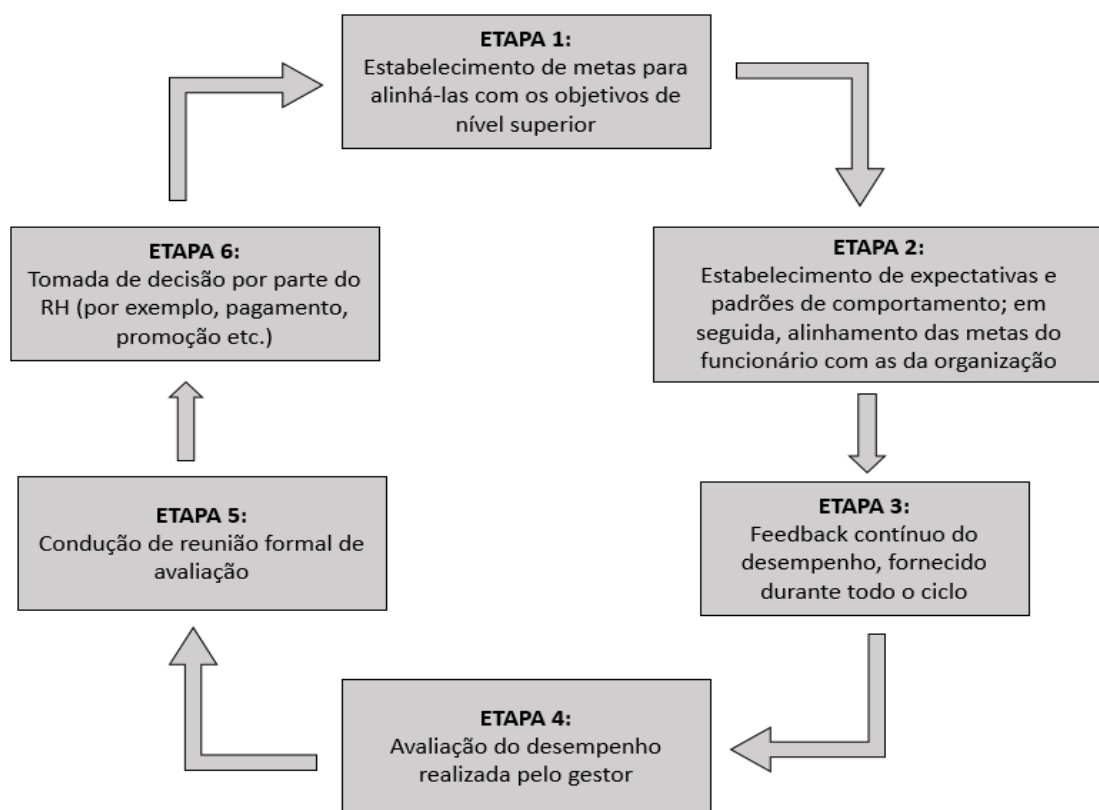 ETAPA 1:
Estabelecimento de metas para
alinhá-las com os objetivos de
nível superior
ETAPA 2:
Estabelecimento de expectativas e
padrões de comportamento; em
seguida, alinhamento das metas do
funcionário com as da organização
ETAPA 3:
Feedback contínuo do
desempenho, fornecido
durante todo o ciclo
ETAPA 4:
Avaliação do desempenho
realizada pelo gestor
ETAPA 5:
Condução de reunião formal de
avaliação
ETAPA 6:
Tomada de decisão por parte do
RH (por exemplo, pagamento,
promoção etc.)